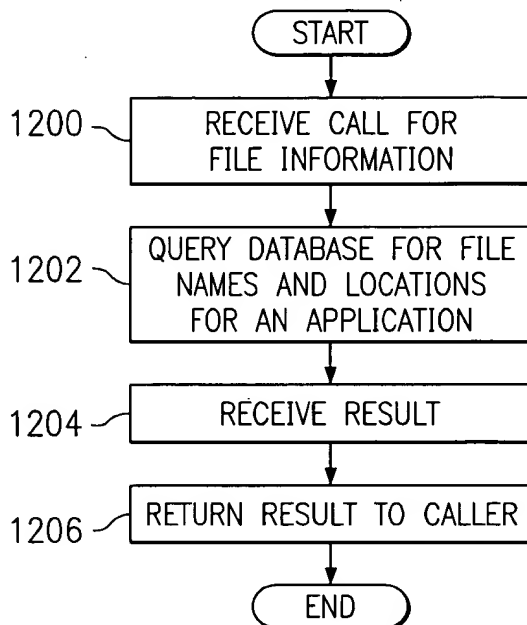 START
1200
RECEIVE CALL FOR
FILE INFORMATION
1202
QUERY DATABASE FOR FILE
NAMES AND LOCATIONS
FOR AN APPLICATION
1204
RECEIVE RESULT
1206
RETURN RESULT TO CALLER
END